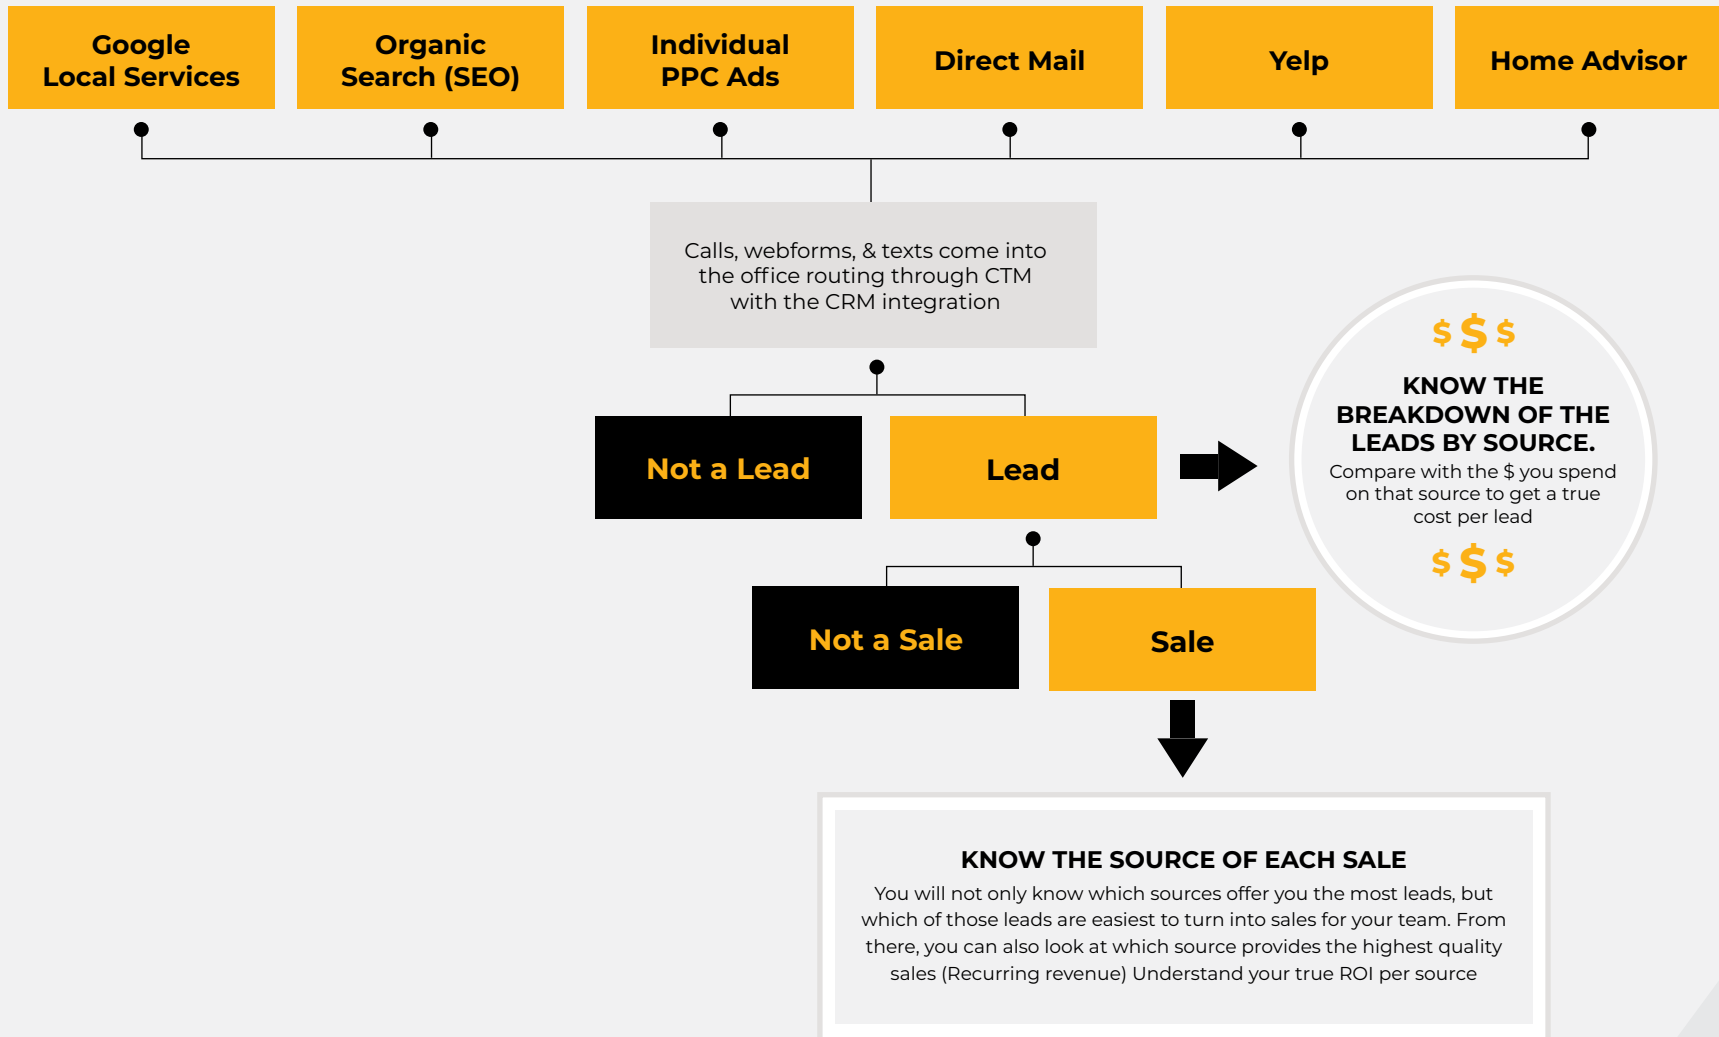 Google
Local Services
Organic
Search (SEO)
Individual
PPC Ads
Direct Mail
Yelp
Home Advisor
Calls, webforms, & texts come into
the office routing through CTM
with the CRM integration
Not a Lead
Lead
$ $ $
KNOW THE
BREAKDOWN OF THE
LEADS BY SOURCE.
Compare with the $ you spend
on that source to get a true
cost per lead
$ $ $
Not a Sale
Sale
KNOW THE SOURCE OF EACH SALE
You will not only know which sources offer you the most leads, but
which of those leads are easiest to turn into sales for your team. From
there, you can also look at which source provides the highest quality
sales (Recurring revenue) Understand your true ROI per source